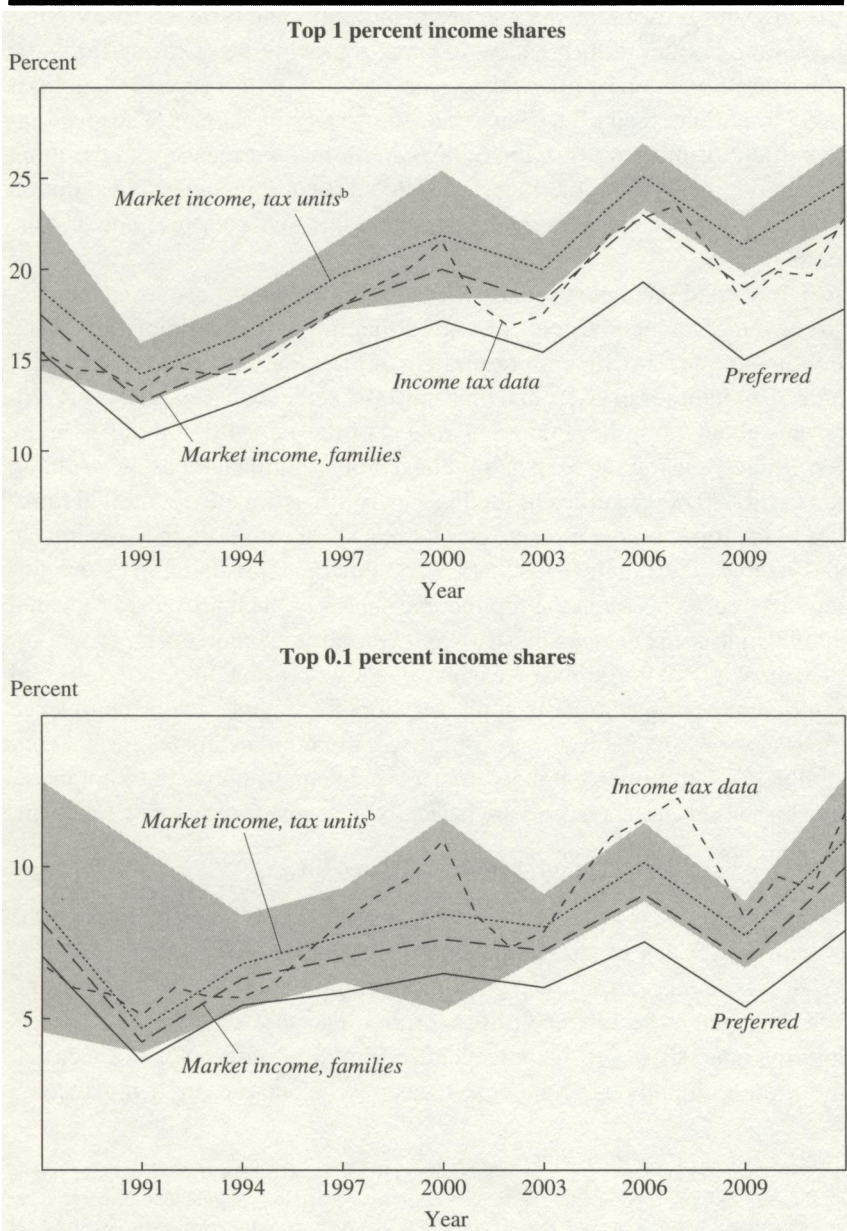 Top 1 percent income shares
Percent
25
Market income, tax unitsᵇ
20
15
Income tax data
Preferred
10
Market income, families
1991 1994 1997 2000 2003 2006 2009
Year
Top 0.1 percent income shares
Percent
Income tax data
Market income, tax unitsᵇ
10
5
Preferred
Market income, families
1991 1994 1997 2000 2003 2006 2009
Year